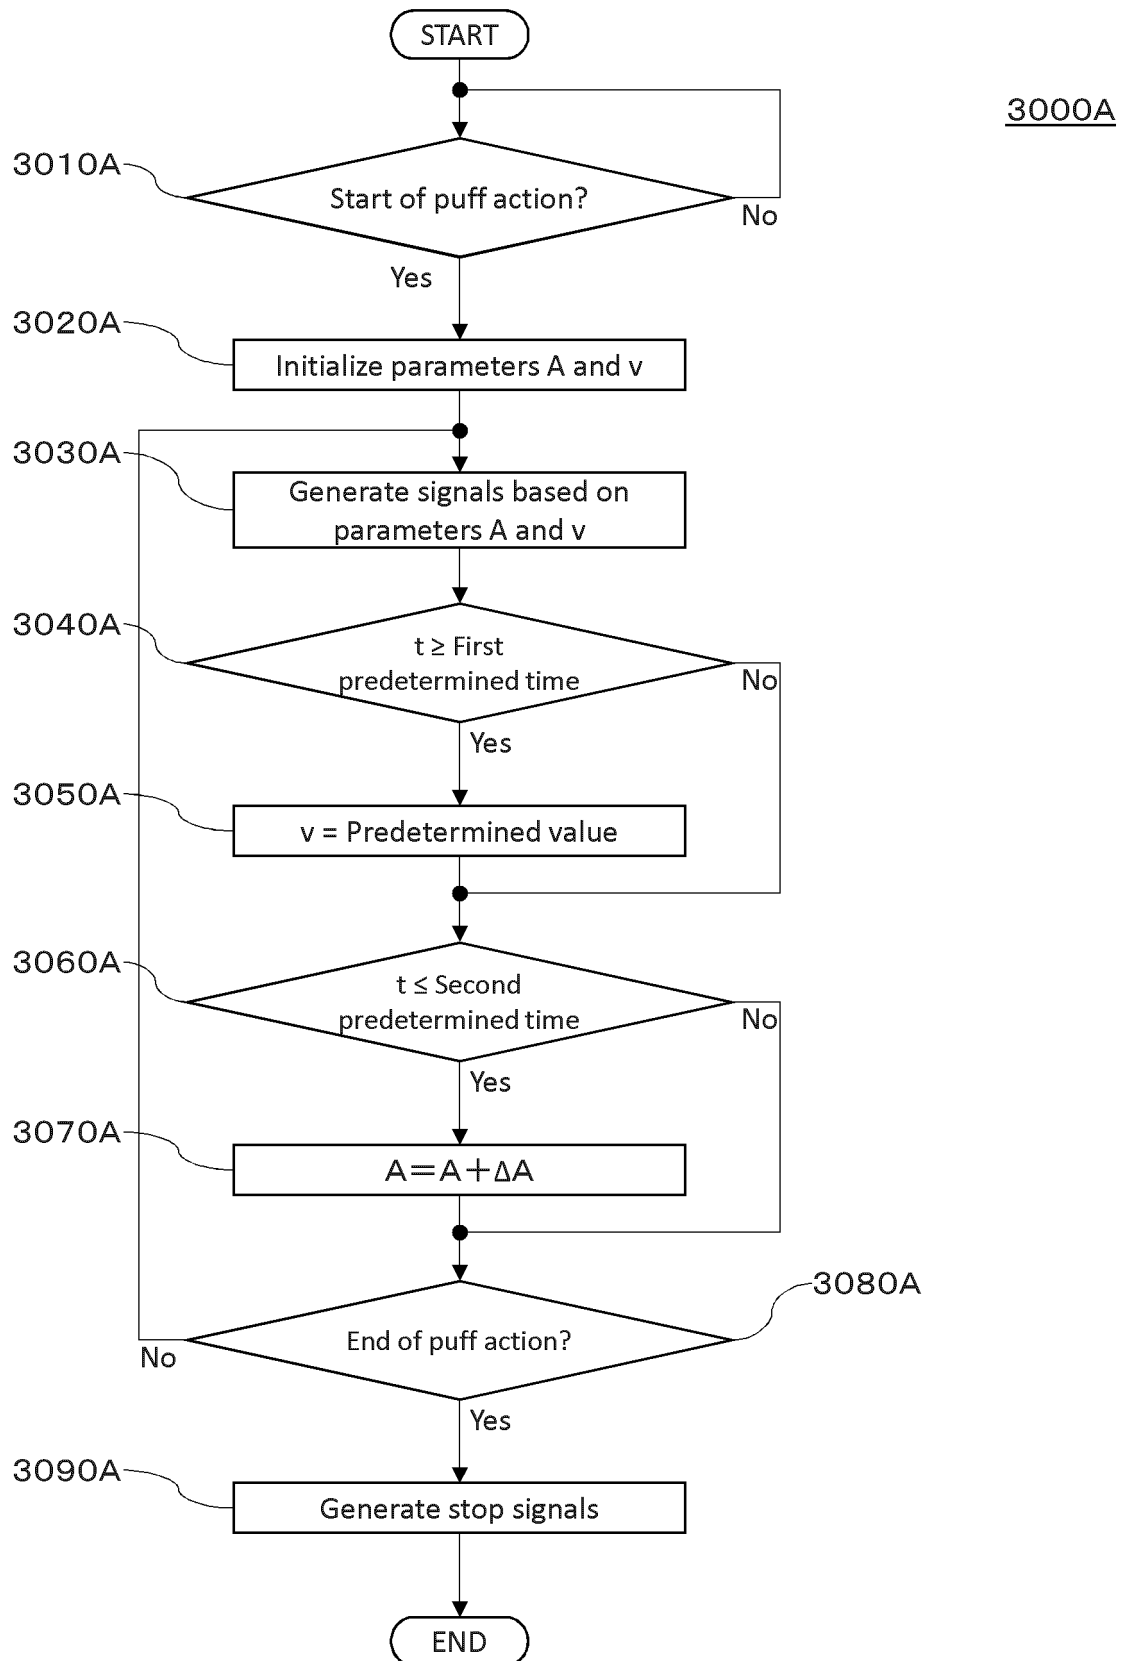 START
3000A
3010A
Start of puff action?
No
Yes
3020A
Initialize parameters A and v
3030A
Generate signals based on
parameters A and v
3040A
t ≥ First
predetermined time
No
Yes
3050A
v = Predetermined value
3060A
t ≤ Second
predetermined time
No
Yes
3070A
A=A+ΔA
3080A
End of puff action?
No
Yes
3090A
Generate stop signals
END